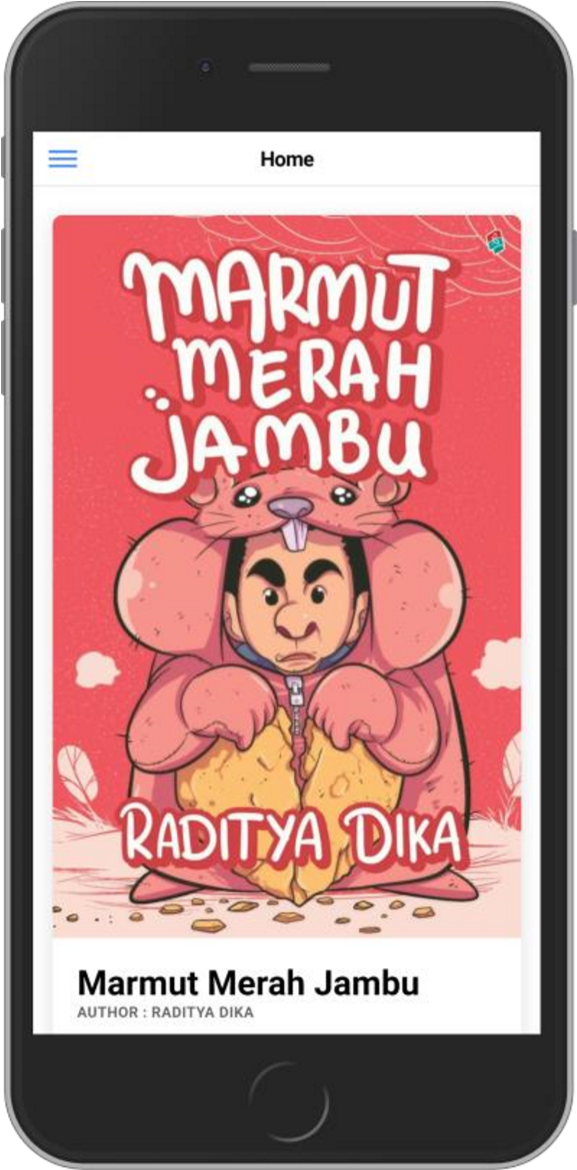 Home
MARMUT
MERAH
JAMBU
RADITYA DIKA
Marmut Merah Jambu
AUTHOR : RADITYA DIKA